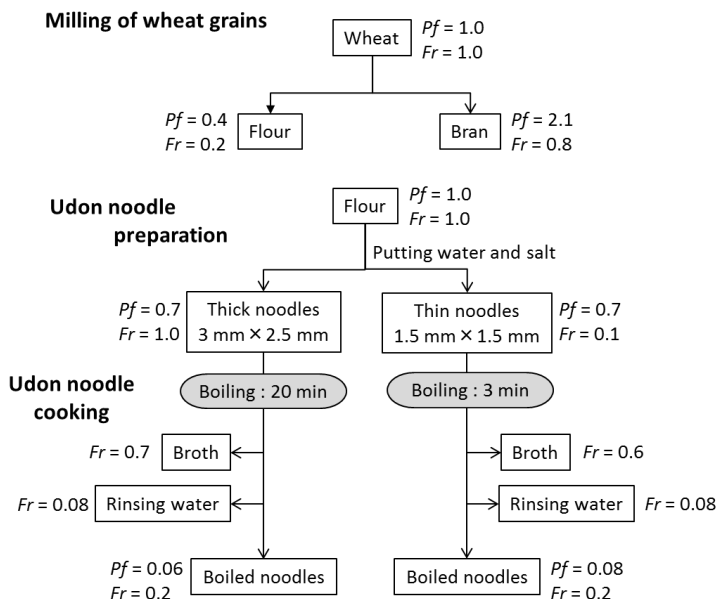 Milling of wheat grains
Wheat
Pf = 1.0
Fr = 1.0
Pf = 0.4
Fr = 0.2
Flour
Bran
Pf = 2.1
Fr = 0.8
Udon noodle
preparation
Flour
Pf = 1.0
Fr = 1.0
Putting water and salt
Pf = 0.7
Fr = 1.0
Thick noodles
3 mm × 2.5 mm
Thin noodles
1.5 mm × 1.5 mm
Pf = 0.7
Fr = 0.1
Udon noodle
cooking
Boiling : 20 min
Boiling : 3 min
Fr = 0.7
Broth
Broth
Fr = 0.6
Fr = 0.08
Rinsing water
Rinsing water
Fr = 0.08
Pf = 0.06
Fr = 0.2
Boiled noodles
Boiled noodles
Pf = 0.08
Fr = 0.2